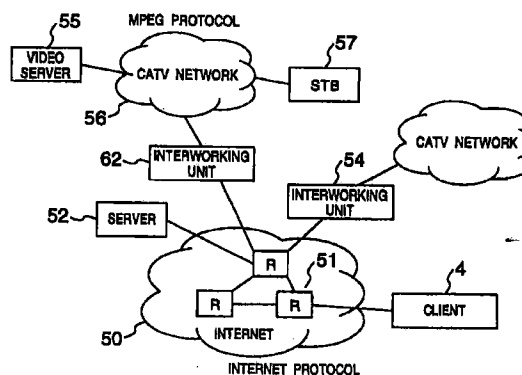 MPEG PROTOCOL
55
VIDEO SERVER
CATV NETWORK
57
STB
56
62
INTERWORKING UNIT
54
INTERWORKING UNIT
CATV NETWORK
52
SERVER
R
51
R
R
4
CLIENT
50
INTERNET
INTERNET PROTOCOL